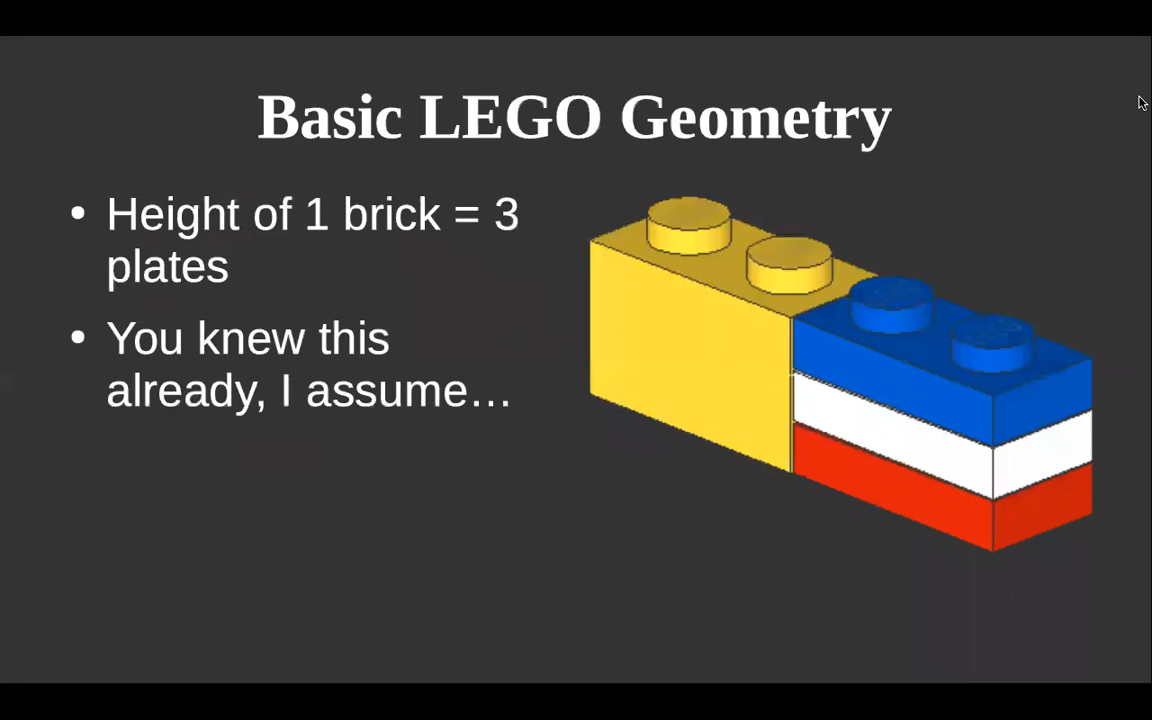 Basic LEGO Geometry
• Height of 1 brick = 3
plates
• You knew this
already, I assume…